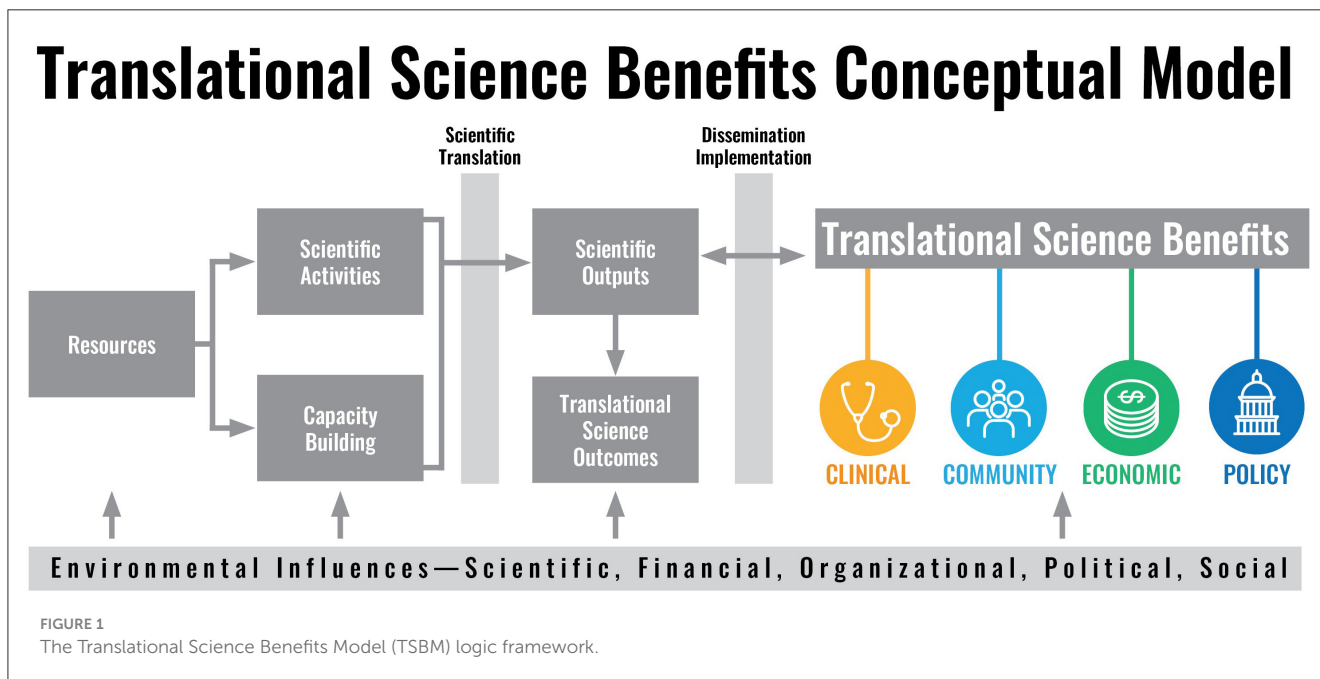 Translational Science Benefits Conceptual Model
Scientific
Translation
Dissemination
Implementation
Resources
Scientific
Activities
Capacity
Building
Scientific
Outputs
Translational
Science
Outcomes
Translational Science Benefits
$
CLINICAL
COMMUNITY
ECONOMIC
POLICY
Environmental Influences—Scientific, Financial, Organizational, Political, Social
FIGURE 1
The Translational Science Benefits Model (TSBM) logic framework.